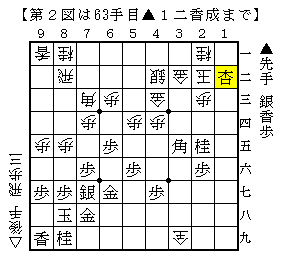 【第２図は63手目▲１二香成まで】
9 8 7 6 5 4 3 2 1
香 桂 桂 一
飛 銀 金 玉 杏 二
角 歩 銀 歩 三
歩 歩 歩 四
歩 歩 歩 角 桂 五
歩 歩 歩 六
歩 歩 銀 金 歩 七
玉 金 八
香 桂 金 九
▲先手 銀香歩
△後手 飛歩三